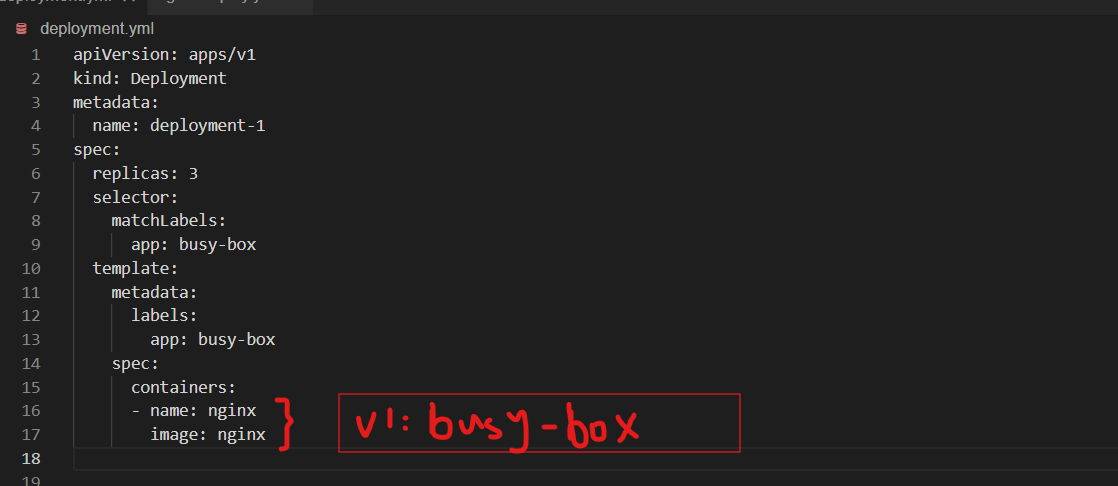 deployment.yml
1 apiVersion: apps/v1
2 kind: Deployment
3 metadata:
4   name: deployment-1
5 spec:
6   replicas: 3
7   selector:
8     matchLabels:
9       app: busy-box
10   template:
11     metadata:
12       labels:
13         app: busy-box
14     spec:
15       containers:
16       - name: nginx
17         image: nginx
v1: busy-box
18
19